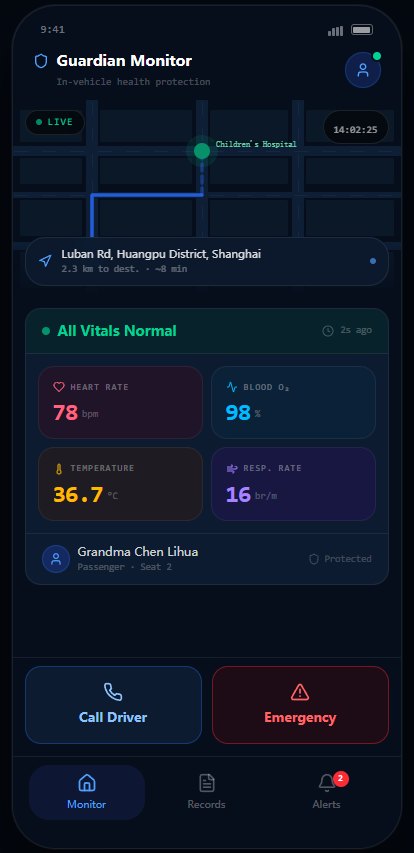 9:41
Guardian Monitor
In-vehicle health protection
LIVE
14:02:25
Children's Hospital
Luban Rd, Huangpu District, Shanghai
2.3 km to dest. · ~8 min
All Vitals Normal
2s ago
HEART RATE
78 bpm
BLOOD O₂
98 %
TEMPERATURE
36.7 °C
RESP. RATE
16 br/m
Grandma Chen Lihua
Passenger · Seat 2
Protected
Call Driver
Emergency
Monitor
Records
2
Alerts